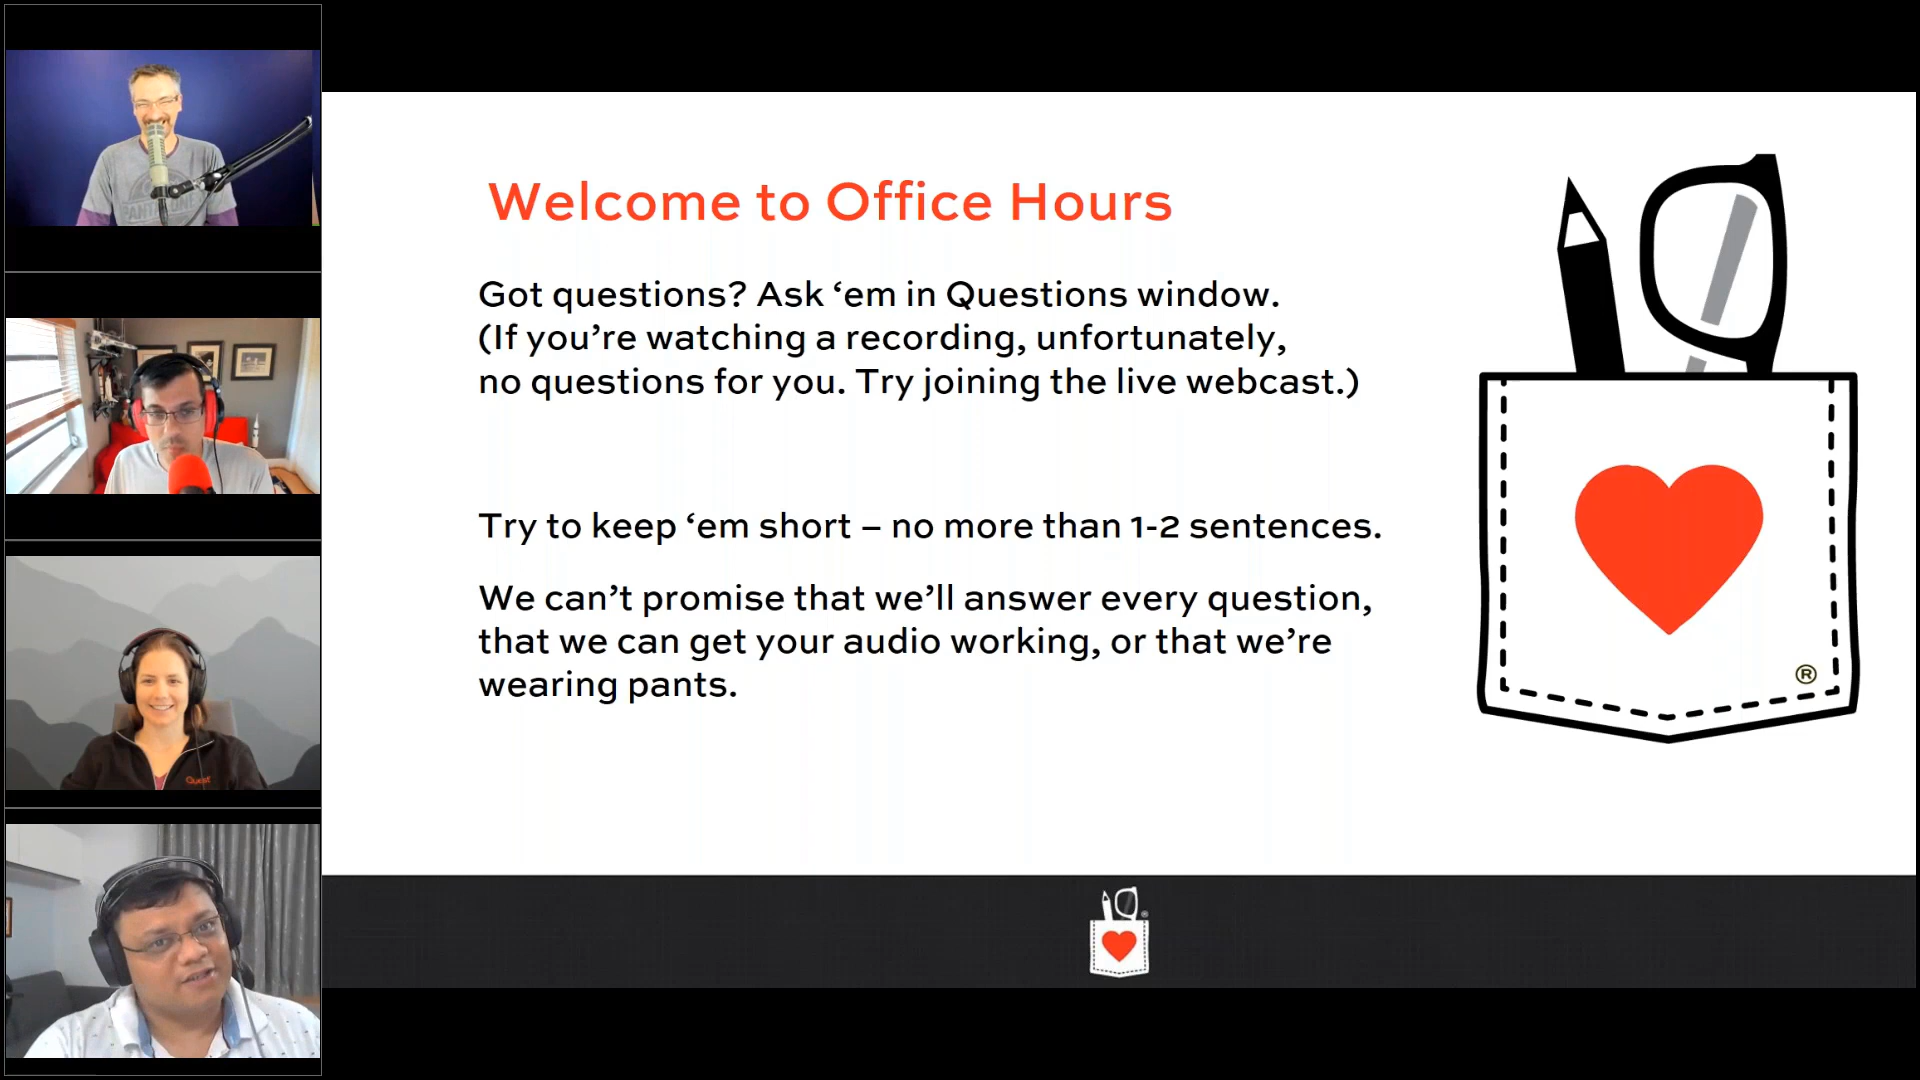 Welcome to Office Hours
Got questions? Ask ‘em in Questions window.
(If you’re watching a recording, unfortunately,
no questions for you. Try joining the live webcast.)
Try to keep ‘em short – no more than 1-2 sentences.
We can’t promise that we’ll answer every question,
that we can get your audio working, or that we’re
wearing pants.
®
Quest